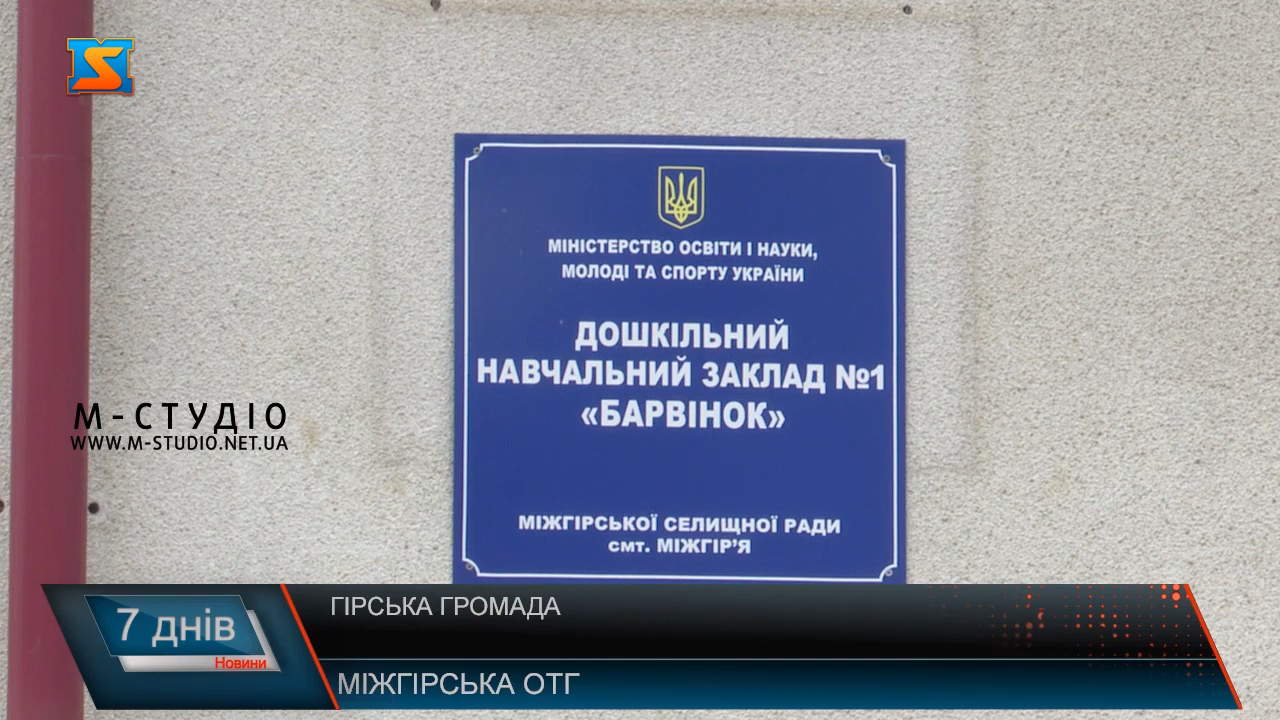 МІНІСТЕРСТВО ОСВІТИ І НАУКИ,
МОЛОДІ ТА СПОРТУ УКРАЇНИ
ДОШКІЛЬНИЙ
НАВЧАЛЬНИЙ ЗАКЛАД №1
«БАРВІНОК»
МІЖГІРСЬКОЇ СЕЛИЩНОЇ РАДИ
смт. МІЖГІР'Я
М-СТУДІО
WWW.M-STUDIO.NET.UA
7 днів
Новини
ГІРСЬКА ГРОМАДА
МІЖГІРСЬКА ОТГ